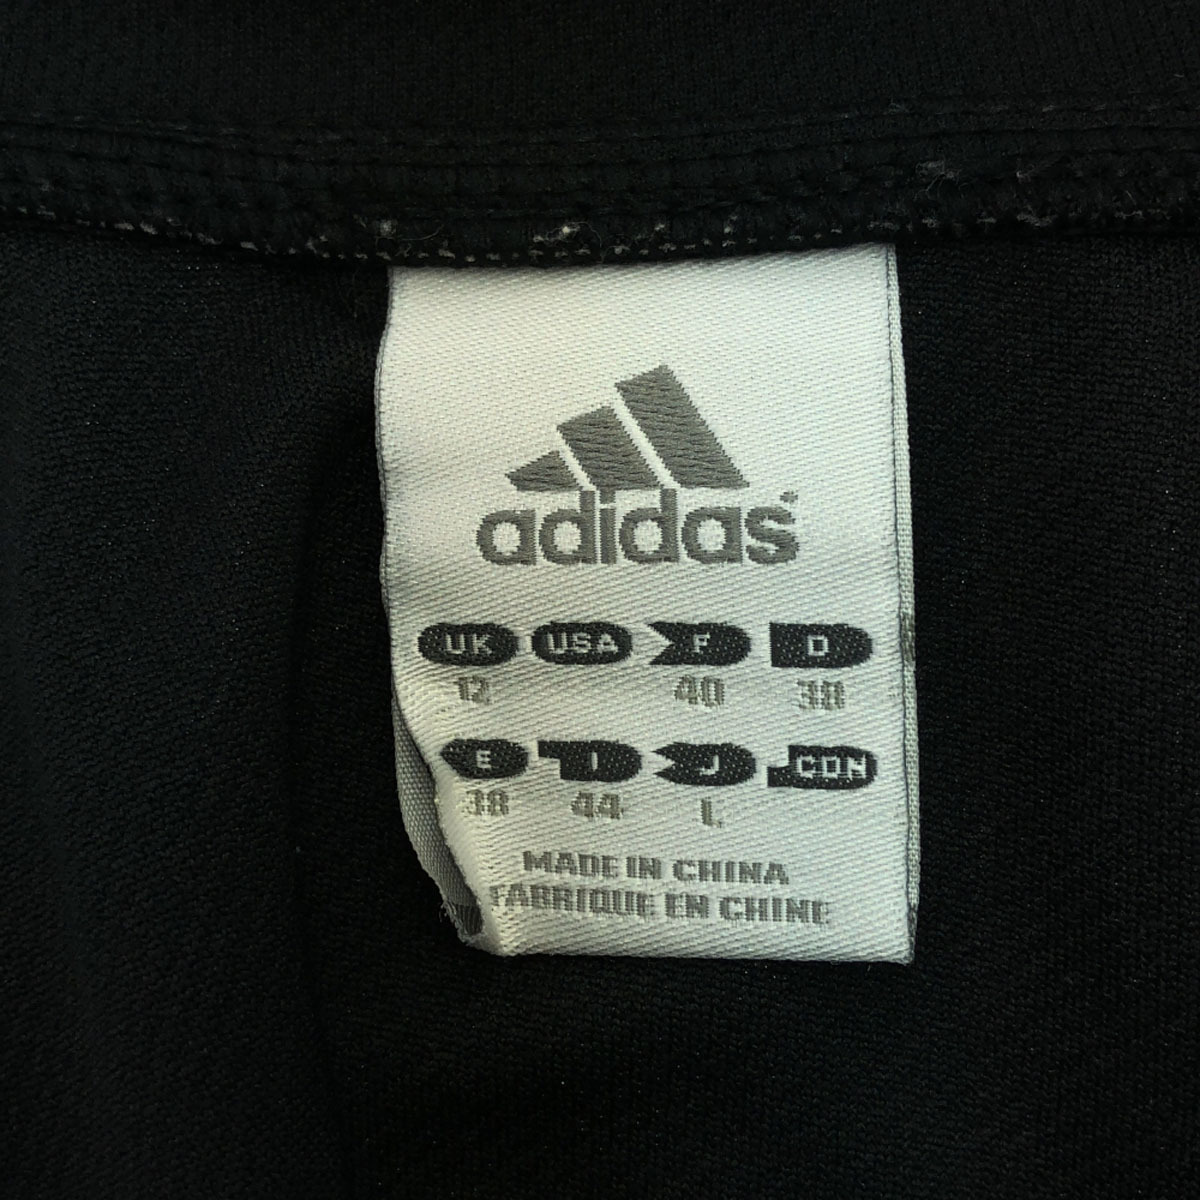 adidas
UK USA F D
12 40 38
E I J CDN
38 44 L
MADE IN CHINA
FABRIQUE EN CHINE